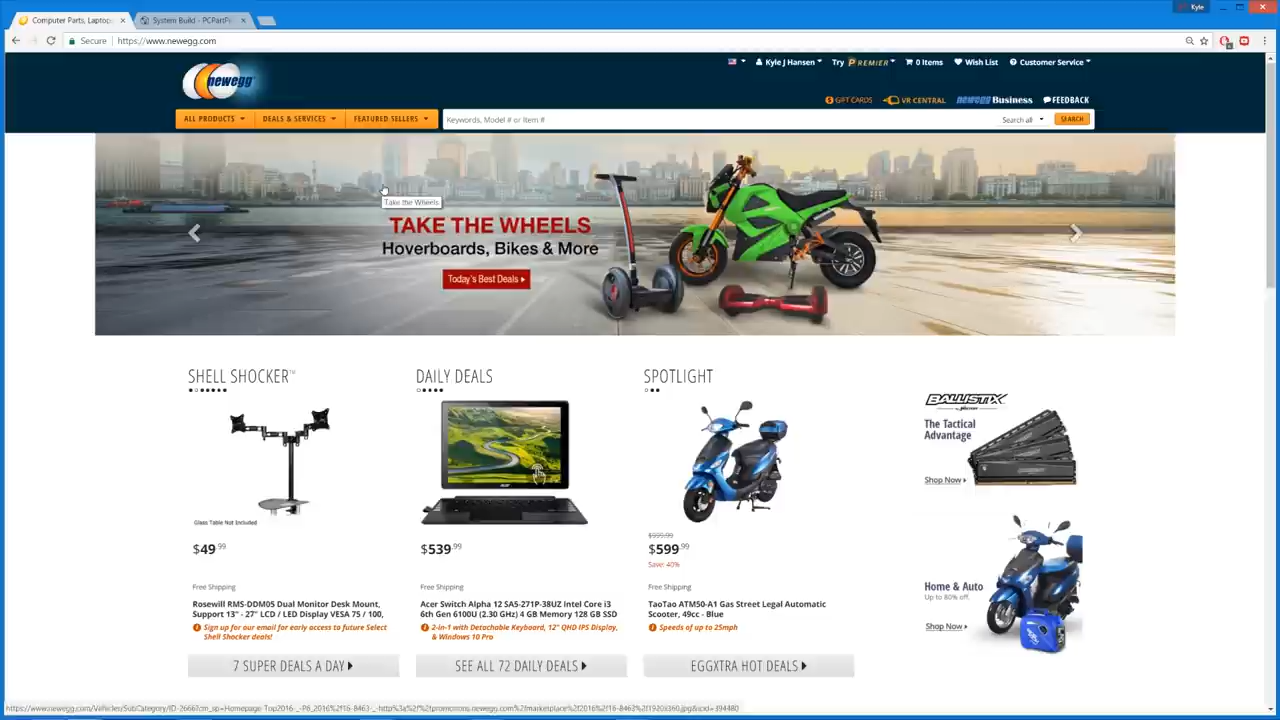 Kyle
Computer Parts, Laptop
System Build - PCPartP
Secure
https://www.newegg.com
newegg
Kyle J Hansen
Try PREMIER
0 Items
Wish List
Customer Service
GIFT CARDS
VR CENTRAL
newegg Business
FEEDBACK
ALL PRODUCTS
DEALS & SERVICES
FEATURED SELLERS
Keywords, Model # or Item #
Search all
SEARCH
Take the Wheels
TAKE THE WHEELS
Hoverboards, Bikes & More
Today's Best Deals
SHELL SHOCKER™
DAILY DEALS
SPOTLIGHT
BALLISTIX
The Tactical
Advantage
Shop Now
Glass Table Not Included
$49.99
$539.99
$999.99
$599.99
Save: 40%
Free Shipping
Free Shipping
Free Shipping
Rosewill RMS-DDM05 Dual Monitor Desk Mount,
Support 13" - 27" LCD / LED Display VESA 75 / 100,
Sign up for our email for early access to future Select
Shell Shocker deals!
Acer Switch Alpha 12 SA5-271P-38UZ Intel Core i3
6th Gen 6100U (2.30 GHz) 4 GB Memory 128 GB SSD
2-in-1 with Detachable Keyboard, 12" QHD IPS Display,
& Windows 10 Pro
TaoTao ATM50-A1 Gas Street Legal Automatic
Scooter, 49cc - Blue
Speeds of up to 25mph
Home & Auto
Up to 80% off.
Shop Now
7 SUPER DEALS A DAY
SEE ALL 72 DAILY DEALS
EGGXTRA HOT DEALS